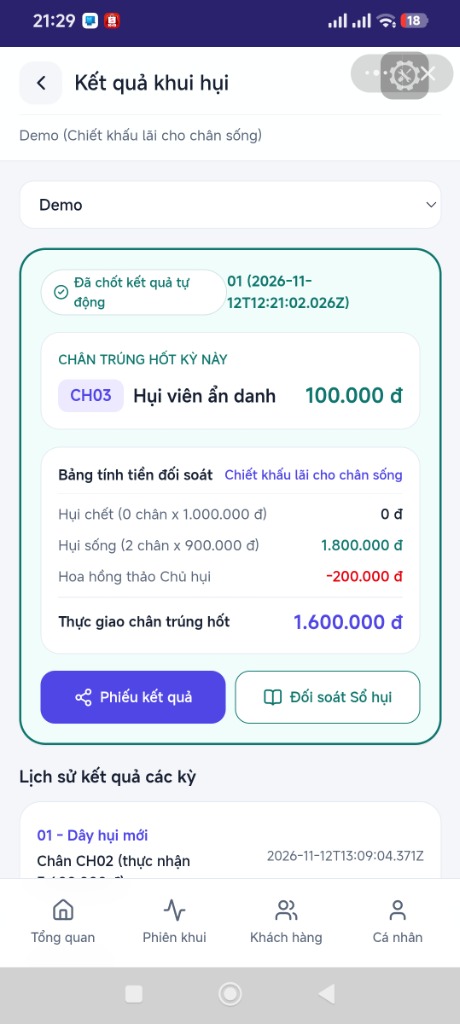 21:29
18
Kết quả khui hụi
Demo (Chiết khấu lãi cho chân sống)
Demo
Đã chốt kết quả tự động
01 (2026-11-12T12:21:02.026Z)
CHÂN TRÚNG HỐT KỲ NÀY
CH03 Hụi viên ẩn danh 100.000 đ
Bảng tính tiền đối soát Chiết khấu lãi cho chân sống
Hụi chết (0 chân x 1.000.000 đ) 0 đ
Hụi sống (2 chân x 900.000 đ) 1.800.000 đ
Hoa hồng thảo Chủ hụi -200.000 đ
Thực giao chân trúng hốt 1.600.000 đ
Phiếu kết quả Đối soát Sổ hụi
Lịch sử kết quả các kỳ
01 - Dây hụi mới
Chân CH02 (thực nhận
2026-11-12T13:09:04.371Z
Tổng quan Phiên khui Khách hàng Cá nhân